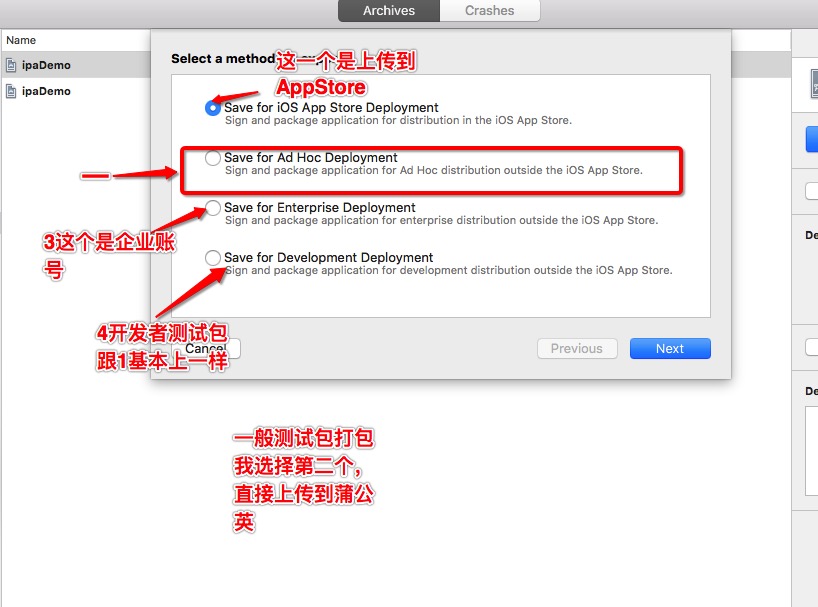 Archives
Crashes
Name
ipaDemo
ipaDemo
Select a method
这一个是上传到
AppStore
Save for iOS App Store Deployment
Sign and package application for distribution in the iOS App Store.
Save for Ad Hoc Deployment
Sign and package application for Ad Hoc distribution outside the iOS App Store.
一
Save for Enterprise Deployment
Sign and package application for enterprise distribution outside the iOS App Store.
3这个是企业账
号
Save for Development Deployment
Sign and package application for development distribution outside the iOS App Store.
4开发者测试包
跟1基本上一样
Cancel
Previous
Next
De
De
一般测试包打包
我选择第二个,
直接上传到蒲公
英